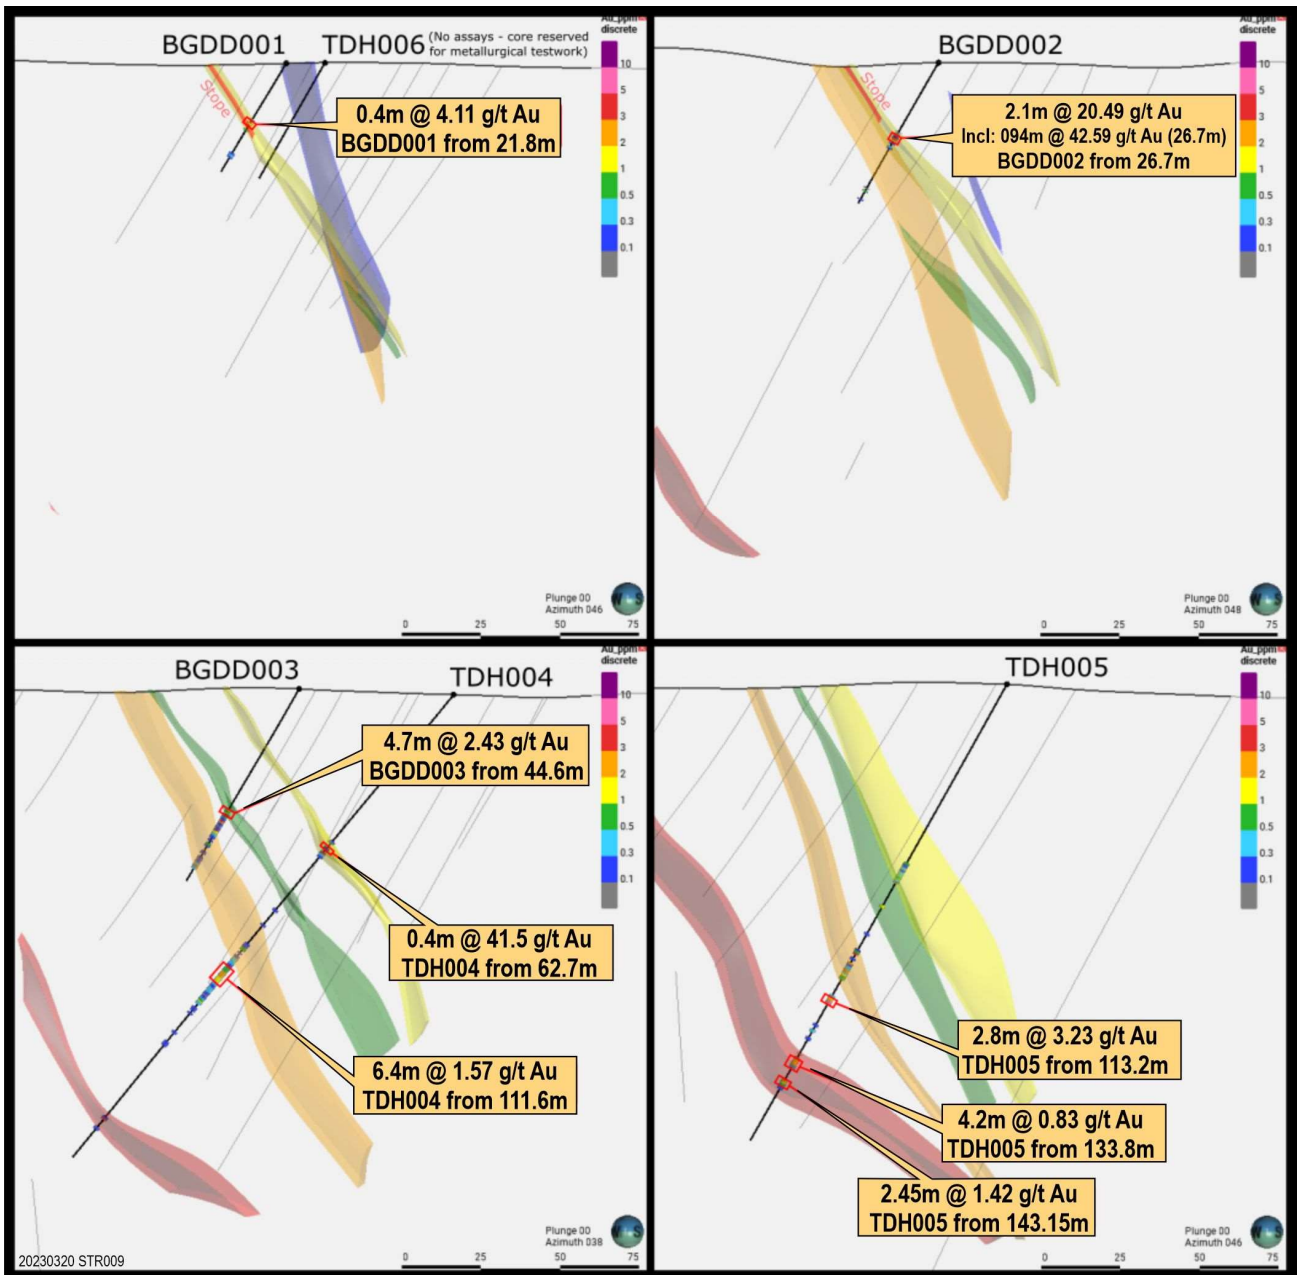 BGDD001
TDH006
(No assays - core reserved
for metallurgical testwork)
Au_ppm
discrete
10
5
3
2
1
0.5
0.3
0.1
Stope
0.4m @ 4.11 g/t Au
BGDD001 from 21.8m
Plunge 00
Azimuth 046
W S
0 25 50 75
BGDD002
Au_ppm
discrete
10
5
3
2
1
0.5
0.3
0.1
Stope
2.1m @ 20.49 g/t Au
Incl: 094m @ 42.59 g/t Au (26.7m)
BGDD002 from 26.7m
Plunge 00
Azimuth 048
W S
0 25 50 75
BGDD003
TDH004
Au_ppm
discrete
10
5
3
2
1
0.5
0.3
0.1
4.7m @ 2.43 g/t Au
BGDD003 from 44.6m
0.4m @ 41.5 g/t Au
TDH004 from 62.7m
6.4m @ 1.57 g/t Au
TDH004 from 111.6m
Plunge 00
Azimuth 038
W S
20230320 STR009
0 25 50 75
TDH005
Au_ppm
discrete
10
5
3
2
1
0.5
0.3
0.1
2.8m @ 3.23 g/t Au
TDH005 from 113.2m
4.2m @ 0.83 g/t Au
TDH005 from 133.8m
2.45m @ 1.42 g/t Au
TDH005 from 143.15m
Plunge 00
Azimuth 046
W S
0 25 50 75